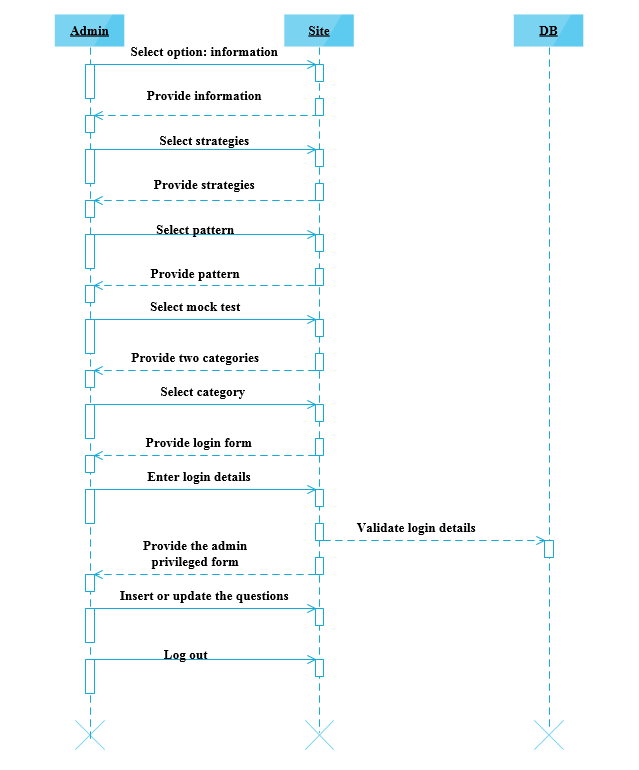 Admin
Site
DB
Select option: information
Provide information
Select strategies
Provide strategies
Select pattern
Provide pattern
Select mock test
Provide two categories
Select category
Provide login form
Enter login details
Validate login details
Provide the admin
privileged form
Insert or update the questions
Log out